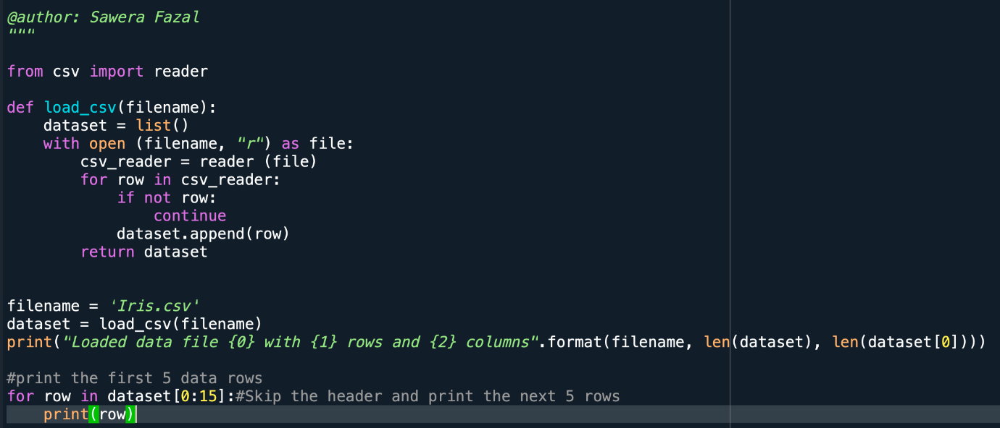 @author: Sawera Fazal
"""
from csv import reader
def load_csv(filename):
    dataset = list()
    with open (filename, "r") as file:
        csv_reader = reader (file)
        for row in csv_reader:
            if not row:
                continue
            dataset.append(row)
        return dataset
filename = 'Iris.csv'
dataset = load_csv(filename)
print("Loaded data file {0} with {1} rows and {2} columns".format(filename, len(dataset), len(dataset[0])))
#print the first 5 data rows
for row in dataset[0:15]:#Skip the header and print the next 5 rows
    print(row)